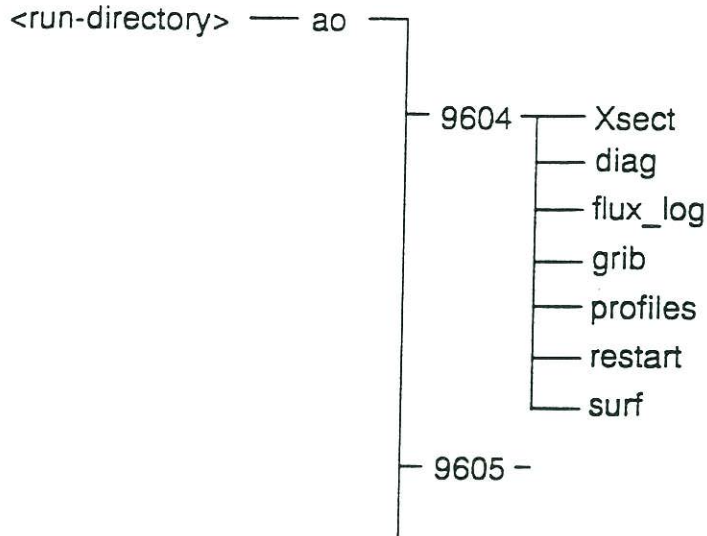 <run-directory> ao
9604 Xsect
diag
flux_log
grib
profiles
restart
surf
9605